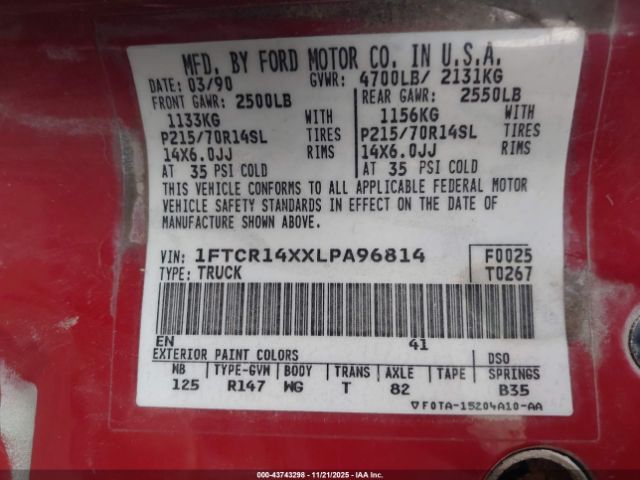 MFD. BY FORD MOTOR CO. IN U.S.A.
DATE: 03/90 GVWR: 4700LB/ 2131KG
FRONT GAWR: 2500LB REAR GAWR: 2550LB
1133KG WITH 1156KG WITH
P215/70R14SL TIRES P215/70R14SL TIRES
14X6.0JJ RIMS 14X6.0JJ RIMS
AT 35 PSI COLD AT 35 PSI COLD
THIS VEHICLE CONFORMS TO ALL APPLICABLE FEDERAL MOTOR
VEHICLE SAFETY STANDARDS IN EFFECT ON THE DATE OF
MANUFACTURE SHOWN ABOVE.
VIN: 1FTCR14XXLPA96814 F0025
TYPE: TRUCK T0267
EN 41
EXTERIOR PAINT COLORS DSO
WB TYPE-GVM BODY TRANS AXLE TAPE SPRINGS
125 R147 WG T 82 B35
▽F0TA-15204A10-AA
000-43743298 - 11/21/2025 - IAAI.COM